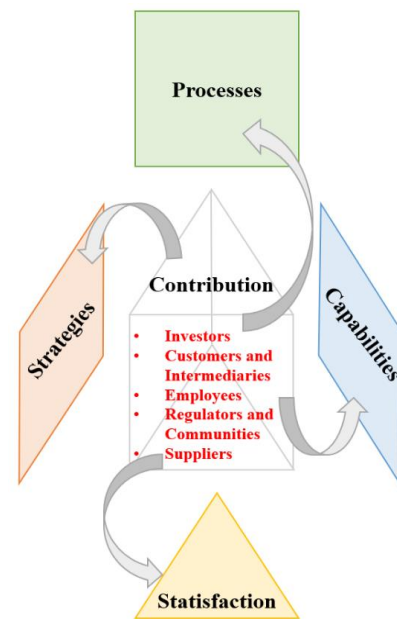 Processes
Contribution
Strategies
Capabilities
• Investors
• Customers and
Intermediaries
• Employees
• Regulators and
Communities
• Suppliers
Statisfaction